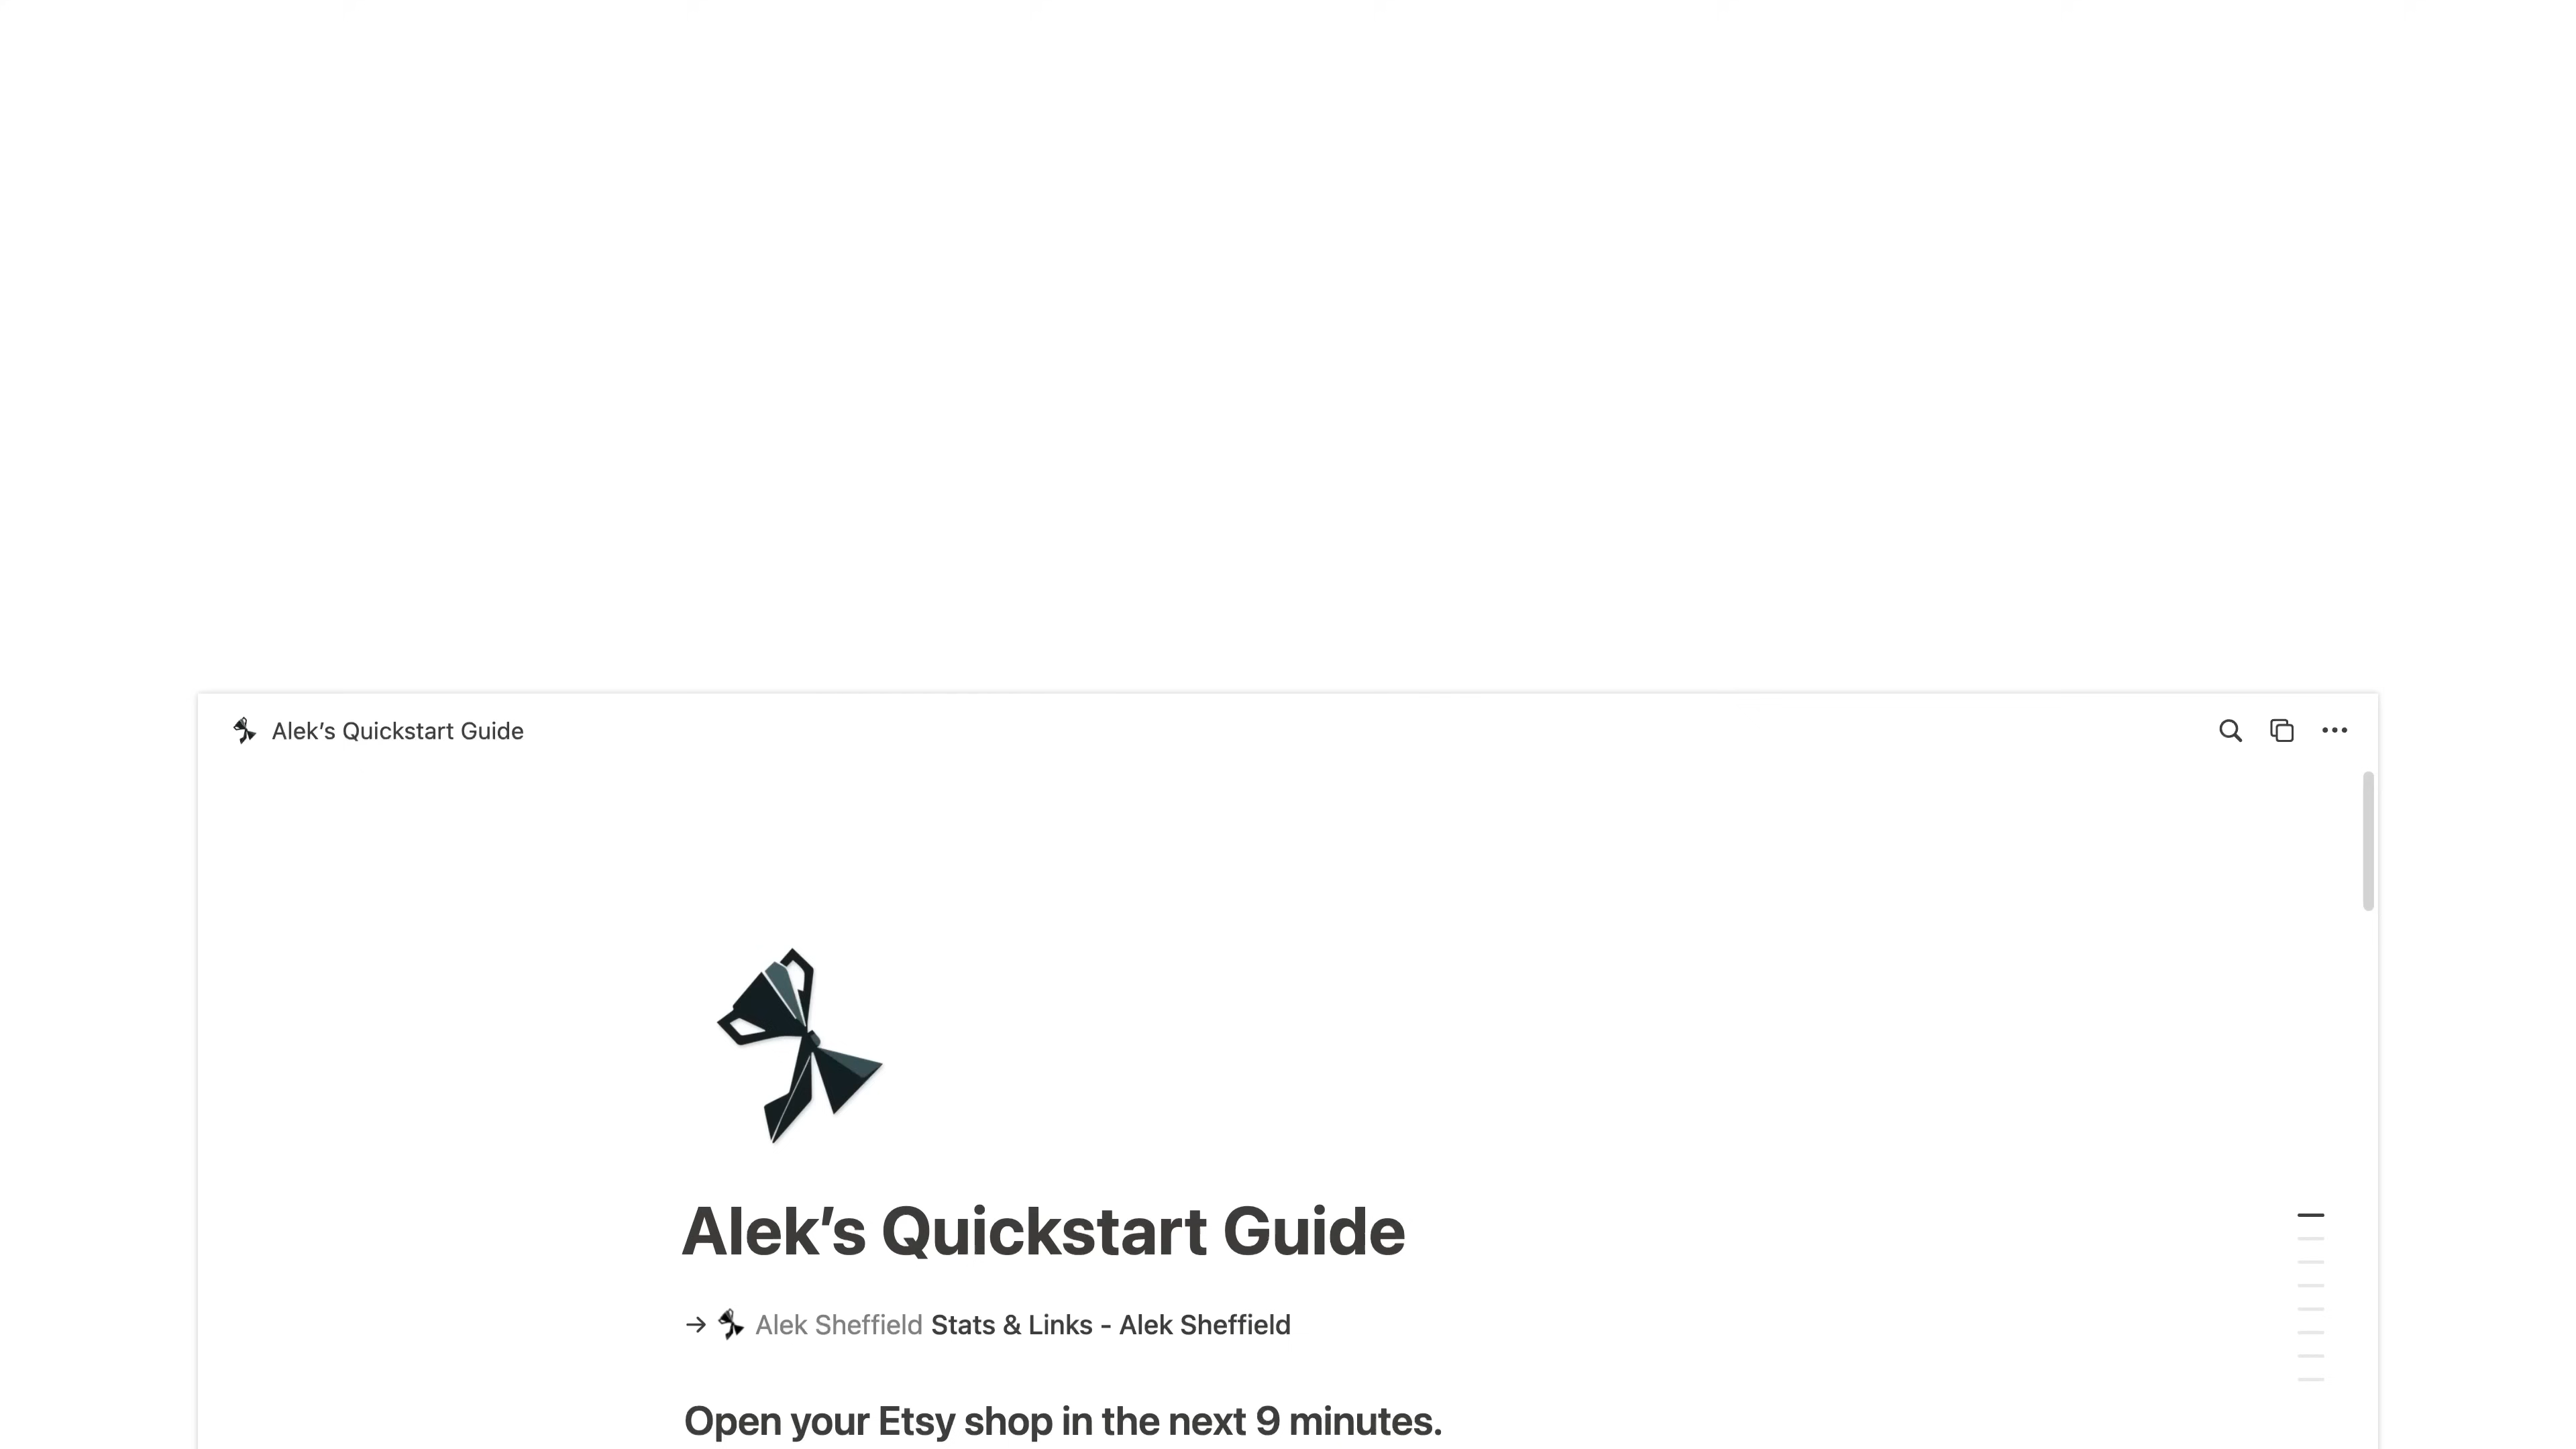 Alek’s Quickstart Guide
Alek’s Quickstart Guide
→ Alek Sheffield Stats & Links - Alek Sheffield
Open your Etsy shop in the next 9 minutes.